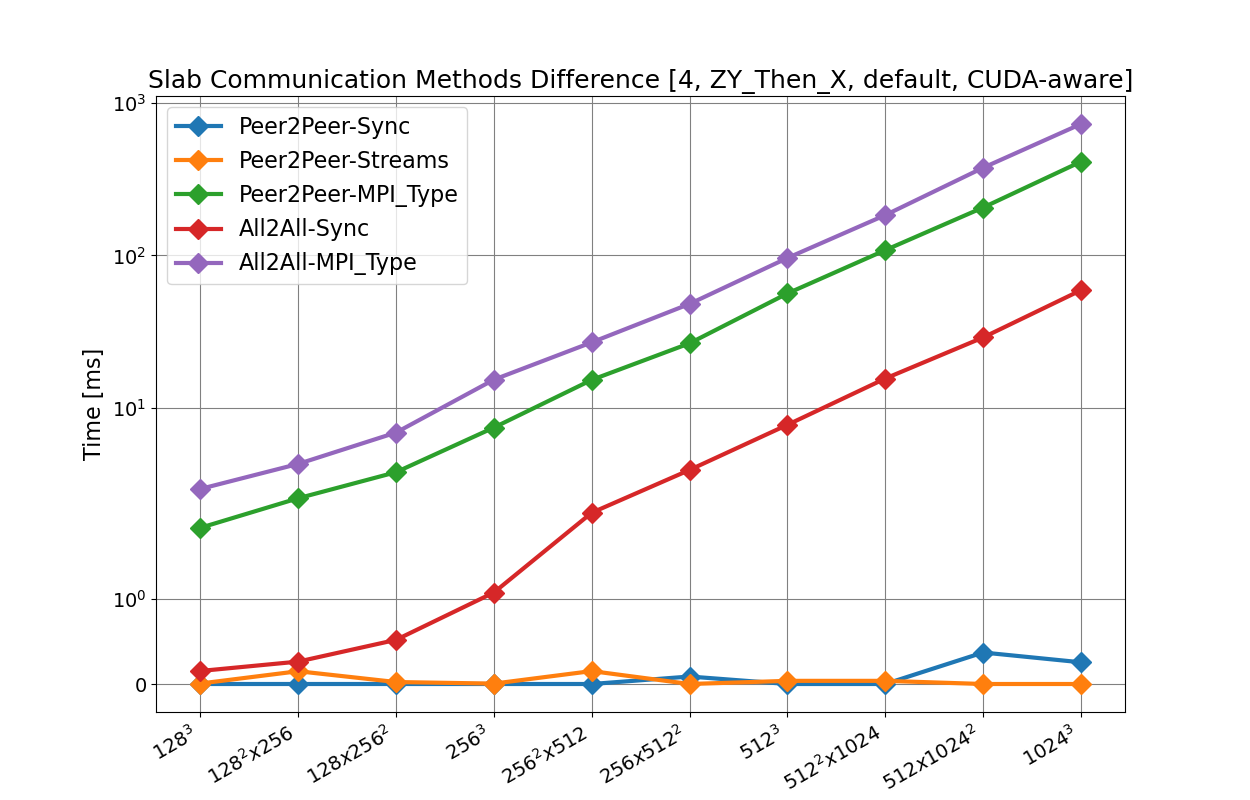 Slab Communication Methods Difference [4, ZY_Then_X, default, CUDA-aware]
10³
10²
10¹
10⁰
0
Time [ms]
Peer2Peer-Sync
Peer2Peer-Streams
Peer2Peer-MPI_Type
All2All-Sync
All2All-MPI_Type
128³
128²x256
128x256²
256³
256²x512
256x512²
512³
512²x1024
512x1024²
1024³